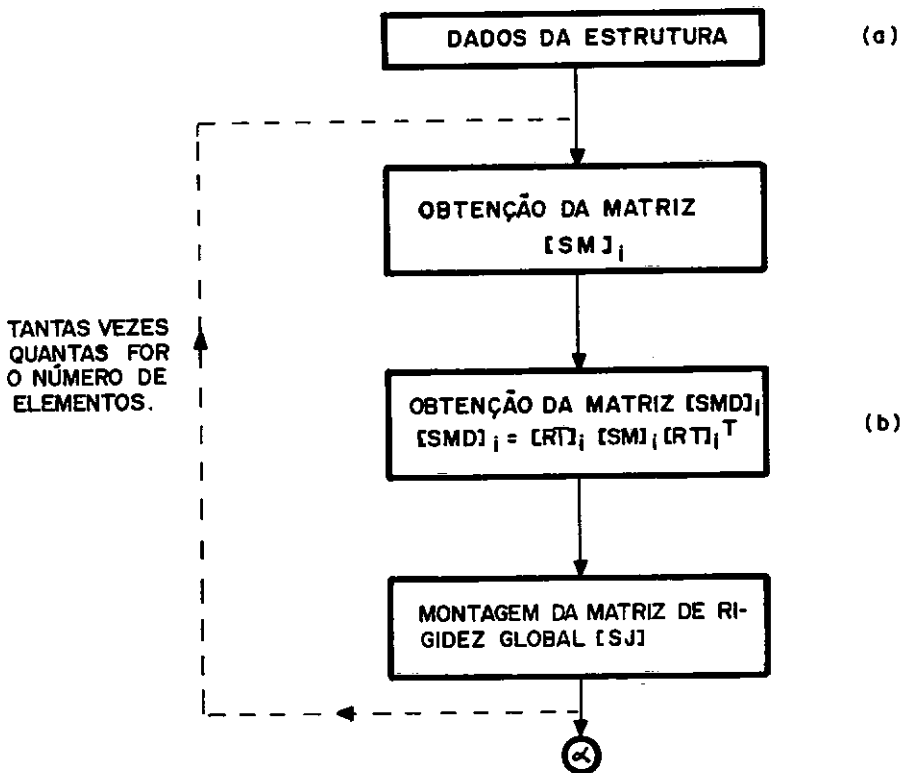 DADOS DA ESTRUTURA
(a)
OBTENÇÃO DA MATRIZ
[SM]i
TANTAS VEZES
QUANTAS FOR
O NÚMERO DE
ELEMENTOS.
OBTENÇÃO DA MATRIZ [SMD]i
[SMD]i = [RT]i [SM]i [RT]iT
(b)
MONTAGEM DA MATRIZ DE RI-
GIDEZ GLOBAL [SJ]
α